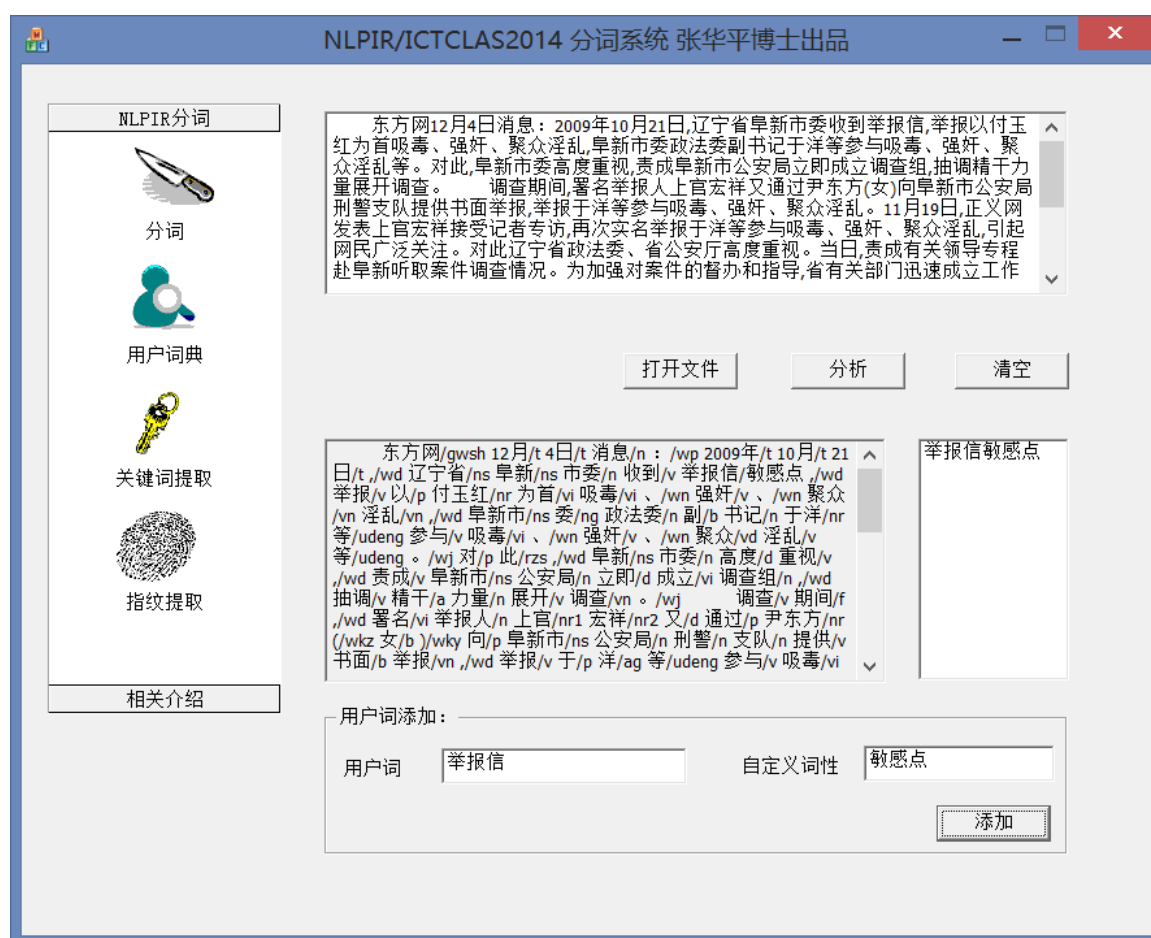 NLPIR/ICTCLAS2014 分词系统 张华平博士出品
NLPIR分词
分词
用户词典
关键词提取
指纹提取
相关介绍
东方网12月4日消息：2009年10月21日,辽宁省阜新市委收到举报信,举报以付玉
红为首吸毒、强奸、聚众淫乱,阜新市委政法委副书记于洋等参与吸毒、强奸、聚
众淫乱等。对此,阜新市委高度重视,责成阜新市公安局立即成立调查组,抽调精干力
量展开调查。 调查期间,署名举报人上官宏祥又通过尹东方(女)向阜新市公安局
刑警支队提供书面举报,举报于洋等参与吸毒、强奸、聚众淫乱。11月19日,正义网
发表上官宏祥接受记者专访,再次实名举报于洋等参与吸毒、强奸、聚众淫乱,引起
网民广泛关注。对此辽宁省政法委、省公安厅高度重视。当日,责成有关领导专程
赴阜新听取案件调查情况。为加强对案件的督办和指导,省有关部门迅速成立工作
打开文件
分析
清空
东方网/gwsh 12月/t 4日/t 消息/n ：/wp 2009年/t 10月/t 21
日/t ,/wd 辽宁省/ns 阜新/ns 市委/n 收到/v 举报信/敏感点 ,/wd
举报/v 以/p 付玉红/nr 为首/vi 吸毒/vi 、/wn 强奸/v 、/wn 聚众
/vn 淫乱/vn ,/wd 阜新市/ns 委/ng 政法委/n 副/b 书记/n 于洋/nr
等/udeng 参与/v 吸毒/vi 、/wn 强奸/v 、/wn 聚众/vd 淫乱/v
等/udeng 。/wj 对/p 此/rzs ,/wd 阜新/ns 市委/n 高度/d 重视/v
,/wd 责成/v 阜新市/ns 公安局/n 立即/d 成立/vi 调查组/n ,/wd
抽调/v 精干/a 力量/n 展开/v 调查/vn 。/wj 调查/v 期间/f
,/wd 署名/vi 举报人/n 上官/nr1 宏祥/nr2 又/d 通过/p 尹东方/nr
(/wkz 女/b )/wky 向/p 阜新市/ns 公安局/n 刑警/n 支队/n 提供/v
书面/b 举报/vn ,/wd 举报/v 于/p 洋/ag 等/udeng 参与/v 吸毒/vi
举报信敏感点
用户词添加：
用户词
举报信
自定义词性
敏感点
添加